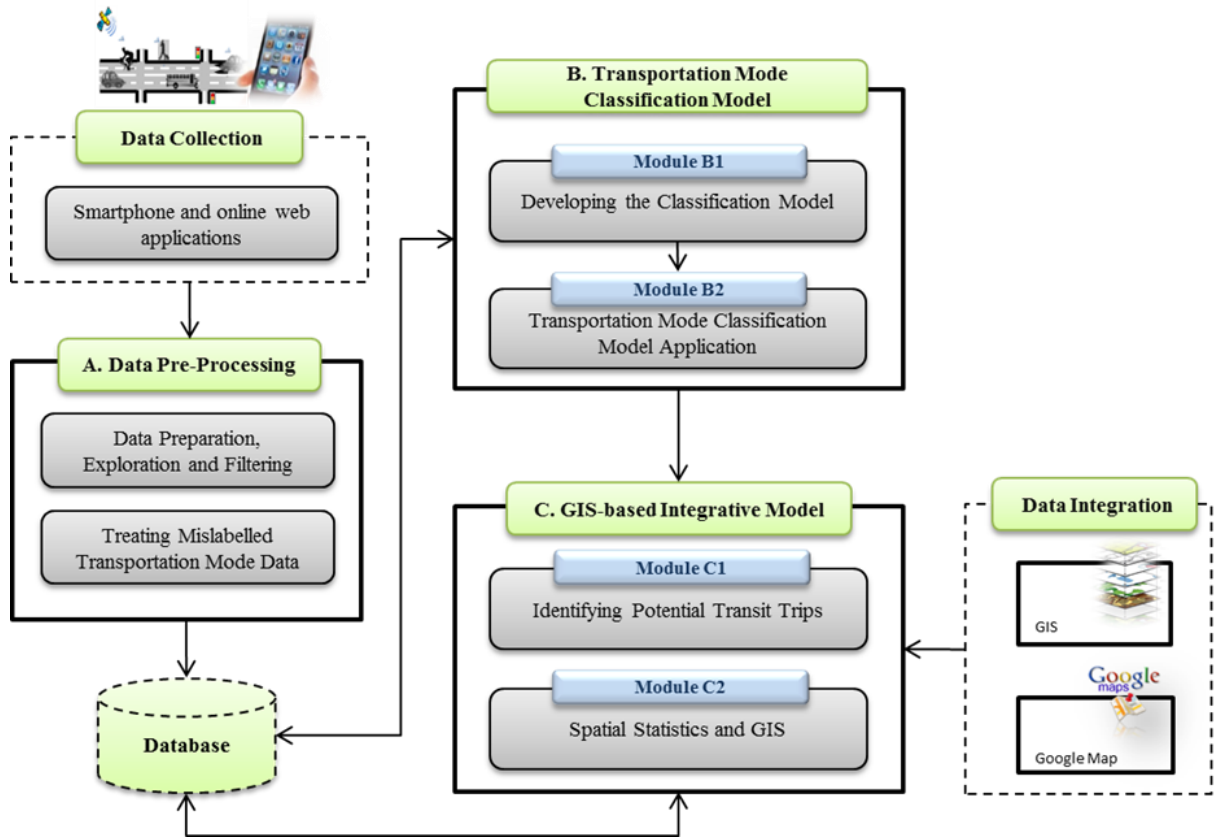 Data Collection
Smartphone and online web
applications
A. Data Pre-Processing
Data Preparation,
Exploration and Filtering
Treating Mislabelled
Transportation Mode Data
Database
B. Transportation Mode
Classification Model
Module B1
Developing the Classification Model
Module B2
Transportation Mode Classification
Model Application
C. GIS-based Integrative Model
Module C1
Identifying Potential Transit Trips
Module C2
Spatial Statistics and GIS
Data Integration
GIS
Google
maps
Google Map